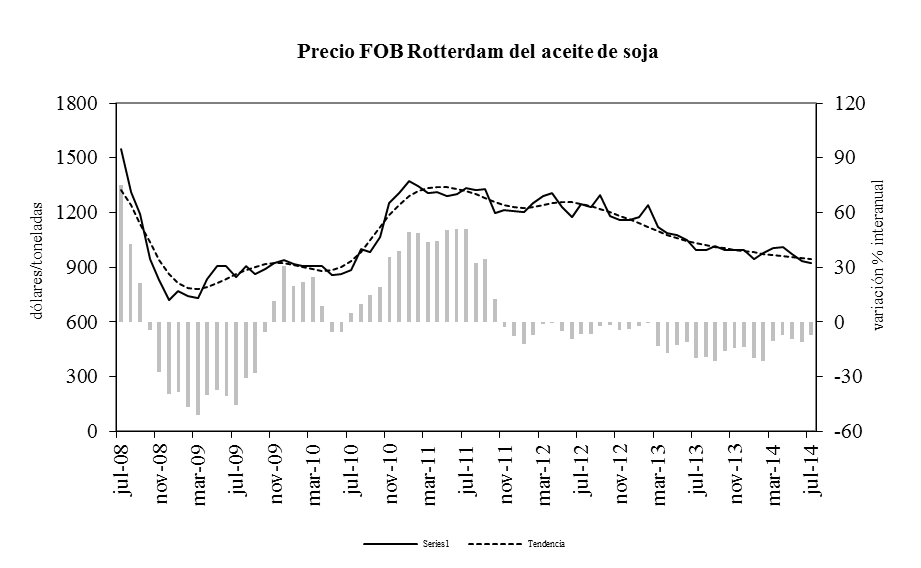 Precio FOB Rotterdam del aceite de soja
dólares/toneladas
1800
1500
1200
900
600
300
0
120
90
60
30
0
-30
-60
variación % interanual
jul-08
nov-08
mar-09
jul-09
nov-09
mar-10
jul-10
nov-10
mar-11
jul-11
nov-11
mar-12
jul-12
nov-12
mar-13
jul-13
nov-13
mar-14
jul-14
Series1
Tendencia